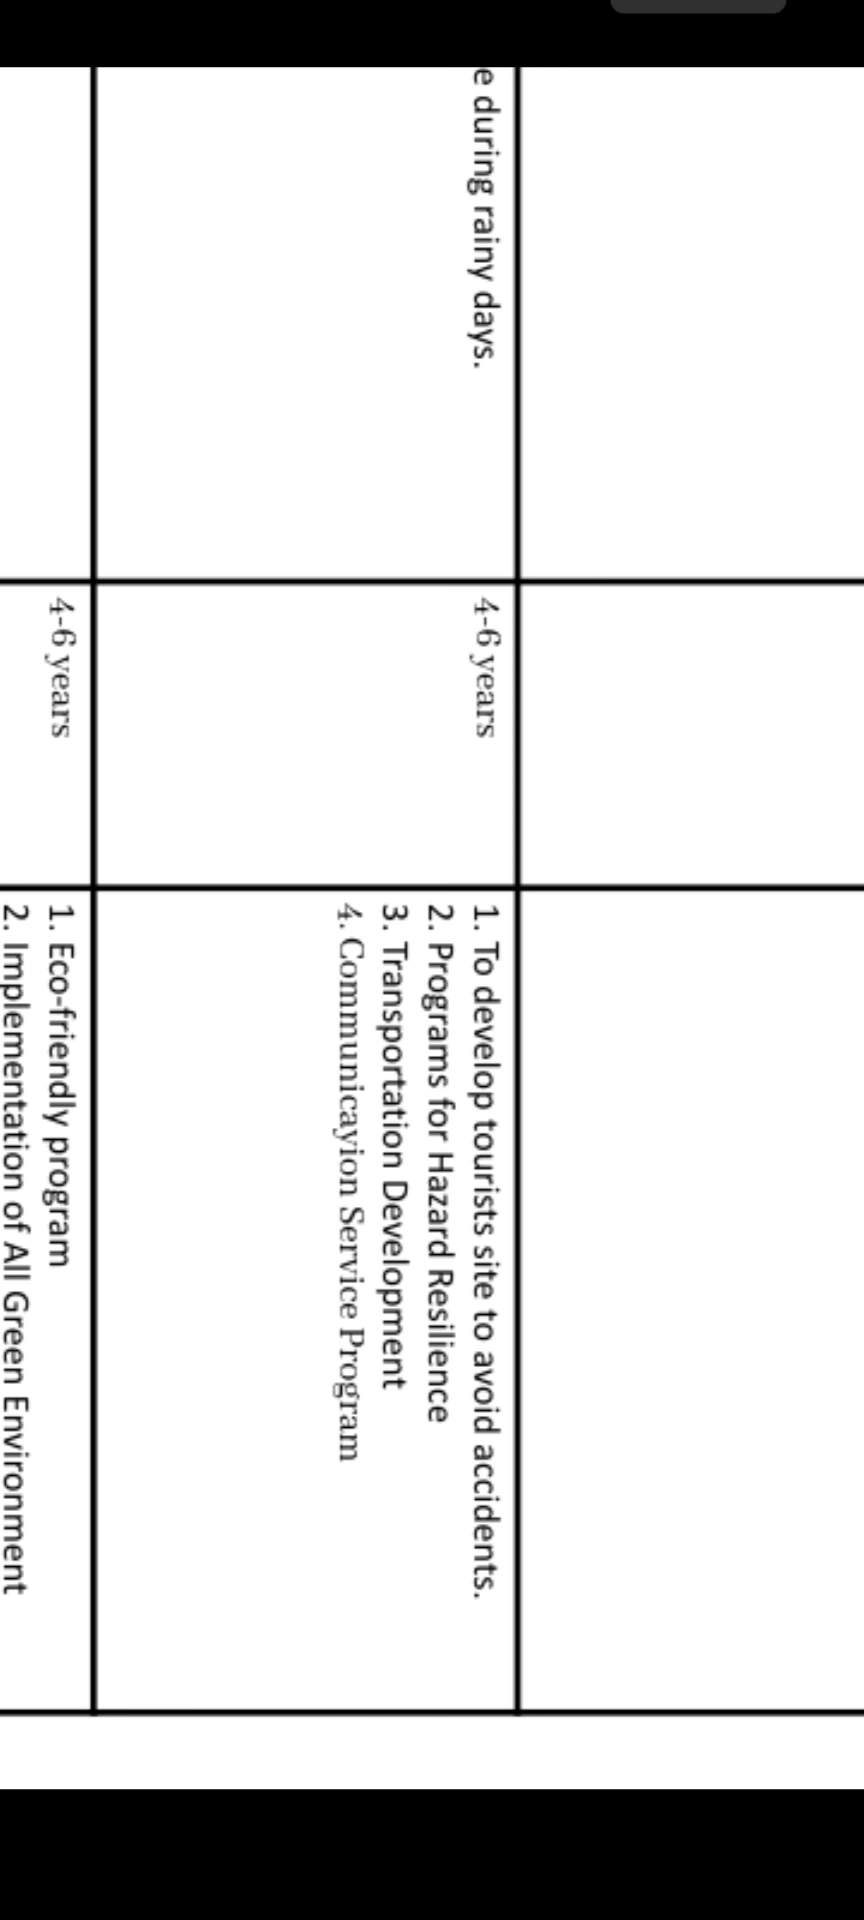 e during rainy days.
4-6 years
1. To develop tourists site to avoid accidents.
2. Programs for Hazard Resilience
3. Transportation Development
4. Communicayion Service Program
4-6 years
1. Eco-friendly program
2. Implementation of All Green Environment